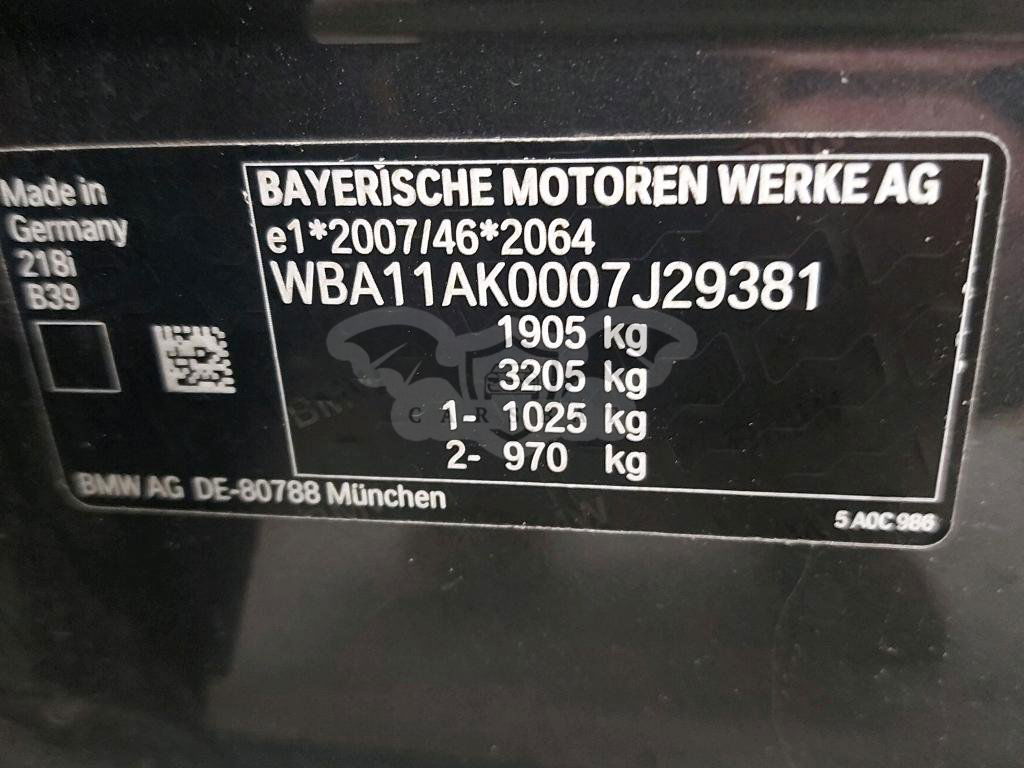 Made in
Germany
218i
B39
BAYERISCHE MOTOREN WERKE AG
e1*2007/46*2064
WBA11AK0007J29381
1905 kg
3205 kg
1- 1025 kg
2- 970 kg
BMW AG DE-80788 München
5 A0C 986